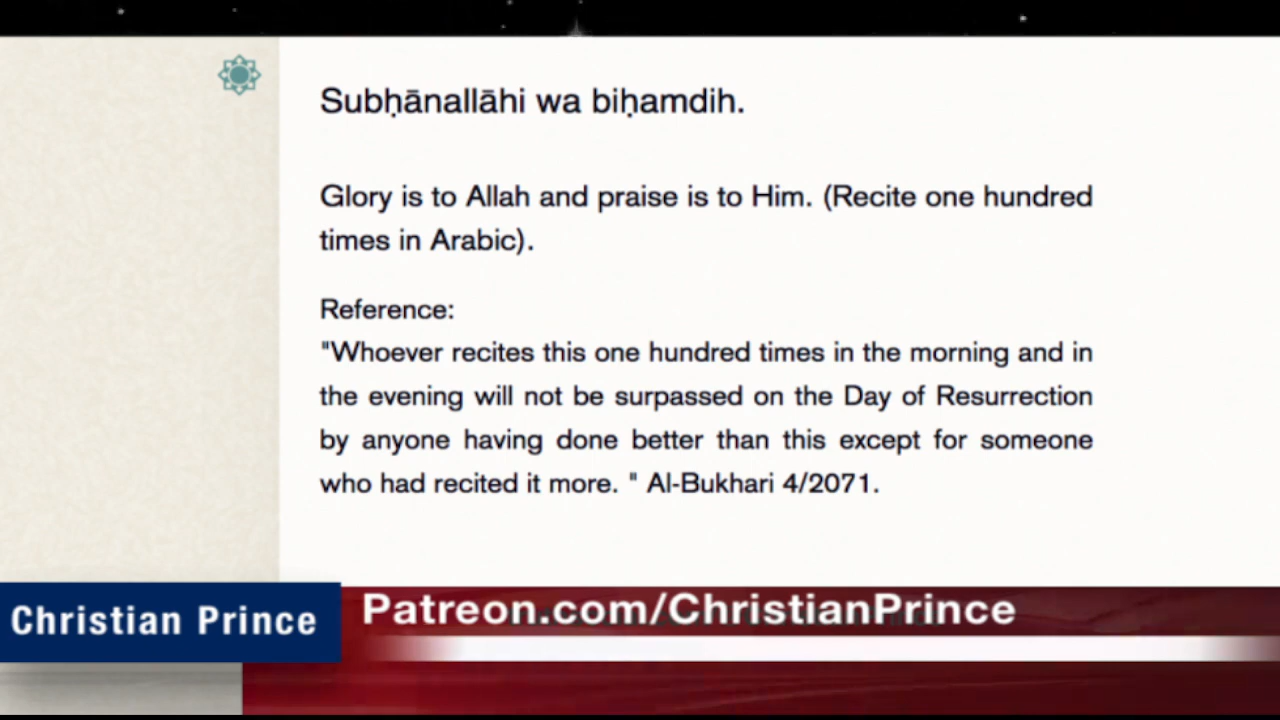 Subḥānallāhi wa biḥamdih.
Glory is to Allah and praise is to Him. (Recite one hundred
times in Arabic).
Reference:
"Whoever recites this one hundred times in the morning and in
the evening will not be surpassed on the Day of Resurrection
by anyone having done better than this except for someone
who had recited it more. " Al-Bukhari 4/2071.
Christian Prince
Patreon.com/ChristianPrince